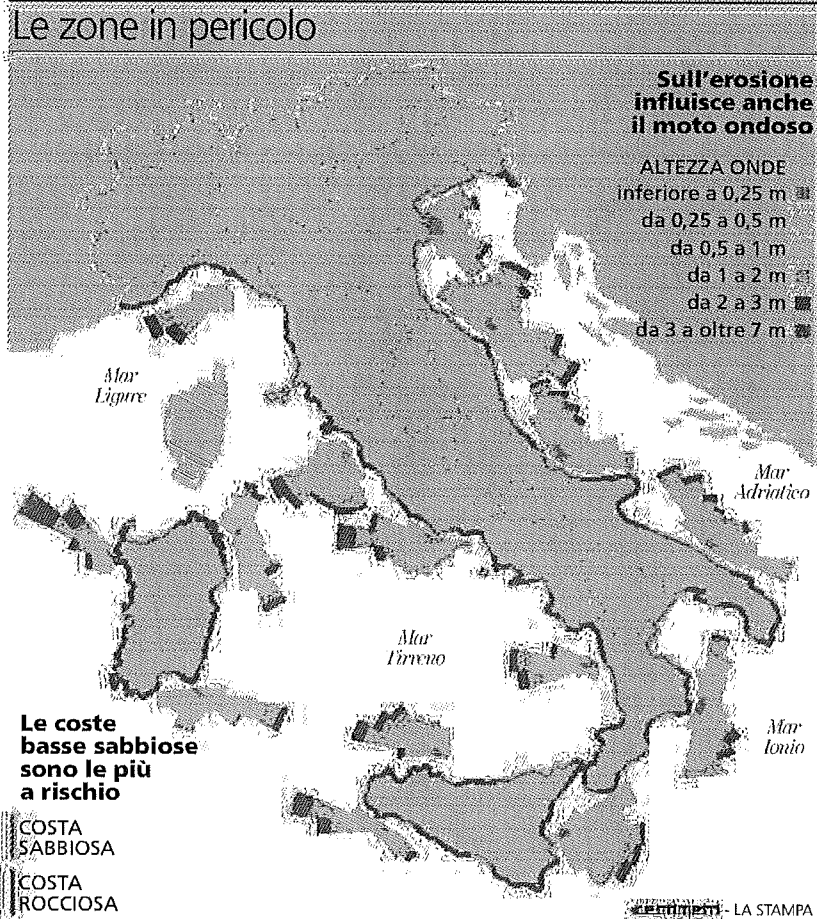 Le zone in pericolo
Sull'erosione
influisce anche
il moto ondoso
ALTEZZA ONDE
inferiore a 0,25 m
da 0,25 a 0,5 m
da 0,5 a 1 m
da 1 a 2 m
da 2 a 3 m
da 3 a oltre 7 m
Mar
Ligure
Mar
Adriatico
Mar
Tirreno
Mar
Ionio
Le coste
basse sabbiose
sono le più
a rischio
COSTA
SABBIOSA
COSTA
ROCCIOSA
- LA STAMPA